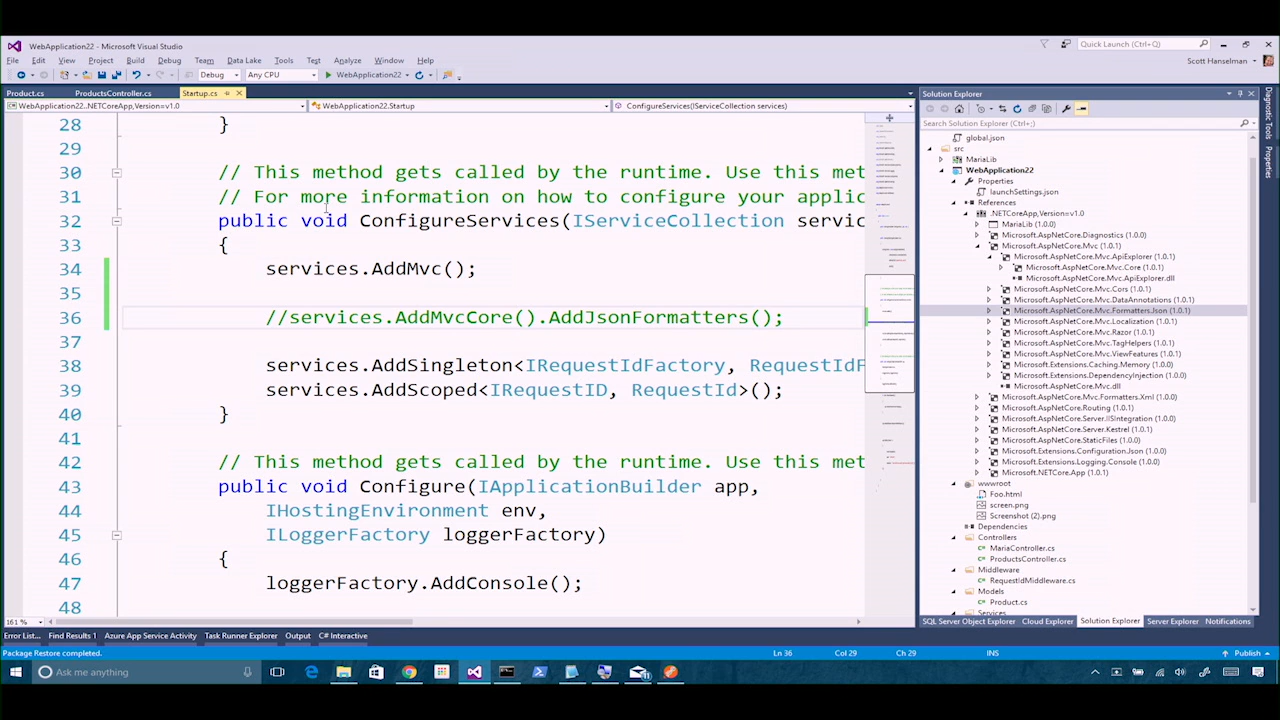 WebApplication22 - Microsoft Visual Studio
Quick Launch (Ctrl+Q)
File Edit View Project Build Debug Team Data Lake Tools Test Analyze Window Help
Scott Hanselman
Debug Any CPU WebApplication22
Product.cs ProductsController.cs Startup.cs
WebApplication22..NETCoreApp,Version=v1.0 WebApplication22.Startup ConfigureServices(IServiceCollection services)
28 }
29
30 // This method gets called by the runtime. Use this met
31 // For more information on how to configure your applic
32 public void ConfigureServices(IServiceCollection servic
33 {
34 services.AddMvc();
35
36 //services.AddMvcCore().AddJsonFormatters();
37
38 services.AddSingleton<IRequestIdFactory, RequestIdF
39 services.AddScoped<IRequestID, RequestId>();
40 }
41
42 // This method gets called by the runtime. Use this met
43 public void Configure(IApplicationBuilder app,
44 IHostingEnvironment env,
45 ILoggerFactory loggerFactory)
46 {
47 loggerFactory.AddConsole();
48
161 %
Solution Explorer
Search Solution Explorer (Ctrl+;)
global.json
src
MariaLib
WebApplication22
Properties
launchSettings.json
References
.NETCoreApp,Version=v1.0
MariaLib (1.0.0)
Microsoft.AspNetCore.Diagnostics (1.0.0)
Microsoft.AspNetCore.Mvc (1.0.1)
Microsoft.AspNetCore.Mvc.ApiExplorer (1.0.1)
Microsoft.AspNetCore.Mvc.Core (1.0.1)
Microsoft.AspNetCore.Mvc.ApiExplorer.dll
Microsoft.AspNetCore.Mvc.Cors (1.0.1)
Microsoft.AspNetCore.Mvc.DataAnnotations (1.0.1)
Microsoft.AspNetCore.Mvc.Formatters.Json (1.0.1)
Microsoft.AspNetCore.Mvc.Localization (1.0.1)
Microsoft.AspNetCore.Mvc.Razor (1.0.1)
Microsoft.AspNetCore.Mvc.TagHelpers (1.0.1)
Microsoft.AspNetCore.Mvc.ViewFeatures (1.0.1)
Microsoft.Extensions.Caching.Memory (1.0.0)
Microsoft.Extensions.DependencyInjection (1.0.0)
Microsoft.AspNetCore.Mvc.dll
Microsoft.AspNetCore.Mvc.Formatters.Xml (1.0.1)
Microsoft.AspNetCore.Routing (1.0.1)
Microsoft.AspNetCore.Server.IISIntegration (1.0.0)
Microsoft.AspNetCore.Server.Kestrel (1.0.1)
Microsoft.AspNetCore.StaticFiles (1.0.0)
Microsoft.Extensions.Configuration.Json (1.0.0)
Microsoft.Extensions.Logging.Console (1.0.0)
Microsoft.NETCore.App (1.0.1)
wwwroot
Foo.html
screen.png
Screenshot (2).png
Dependencies
Controllers
MariaController.cs
ProductsController.cs
Middleware
RequestIdMiddleware.cs
Models
Product.cs
Services
SQL Server Object Explorer Cloud Explorer Solution Explorer Server Explorer Notifications
Diagnostic Tools
Properties
Error List... Find Results 1 Azure App Service Activity Task Runner Explorer Output C# Interactive
Package Restore completed. Ln 36 Col 29 Ch 29 INS Publish
Ask me anything